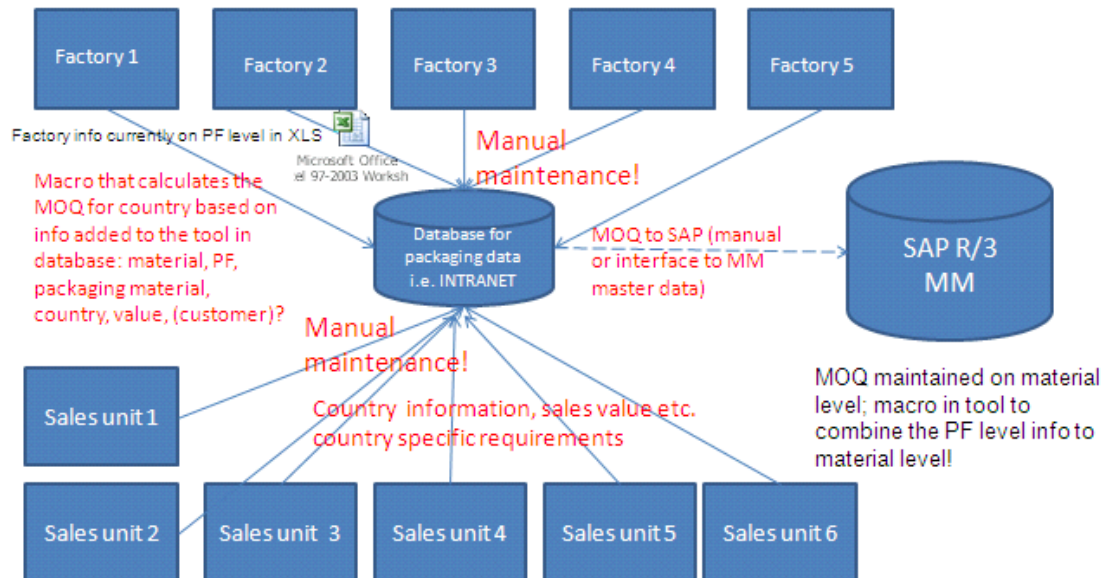 Factory 1
Factory 2
Factory 3
Factory 4
Factory 5
Factory info currently on PF level in XLS
Microsoft Office
el 97-2003 Worksh
Manual
maintenance!
Macro that calculates the
MOQ for country based on
info added to the tool in
database: material, PF,
packaging material,
country, value, (customer)?
Database for
packaging data
i.e. INTRANET
MOQ to SAP (manual
or interface to MM
master data)
SAP R/3
MM
Manual
maintenance!
MOQ maintained on material
level; macro in tool to
combine the PF level info to
material level!
Sales unit 1
Country information, sales value etc.
country specific requirements
Sales unit 2
Sales unit 3
Sales unit 4
Sales unit 5
Sales unit 6